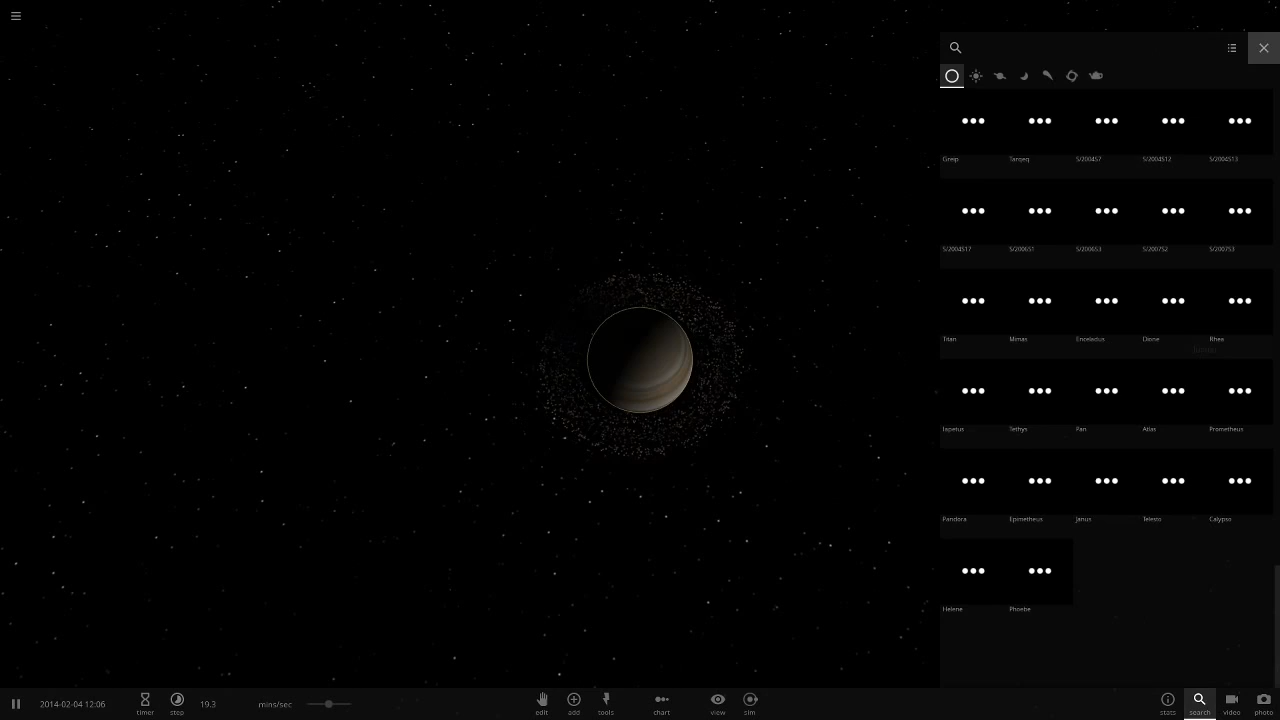 Greip Tarqeq S/2004S7 S/2004S12 S/2004S13
S/2004S17 S/2006S1 S/2006S3 S/2007S2 S/2007S3
Titan Mimas Enceladus Dione Rhea
Iapetus Tethys Pan Atlas Prometheus
Pandora Epimetheus Janus Telesto Calypso
Helene Phoebe
2014-02-04 12:06 timer step 19.3 mins/sec edit add tools chart view sim stats search video photo